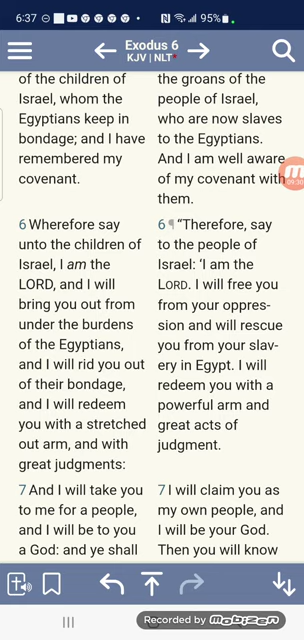 6:37
95%
Exodus 6
KJV | NLT*
of the children of
Israel, whom the
Egyptians keep in
bondage; and I have
remembered my
covenant.
6 Wherefore say
unto the children of
Israel, I am the
LORD, and I will
bring you out from
under the burdens
of the Egyptians,
and I will rid you out
of their bondage,
and I will redeem
you with a stretched
out arm, and with
great judgments:
7 And I will take you
to me for a people,
and I will be to you
a God: and ye shall
the groans of the
people of Israel,
who are now slaves
to the Egyptians.
And I am well aware
of my covenant with
them.
6 ¶ “Therefore, say
to the people of
Israel: ‘I am the
LORD. I will free you
from your oppres-
sion and will rescue
you from your slav-
ery in Egypt. I will
redeem you with a
powerful arm and
great acts of
judgment.
7 I will claim you as
my own people, and
I will be your God.
Then you will know
09:30
Recorded by mobizen